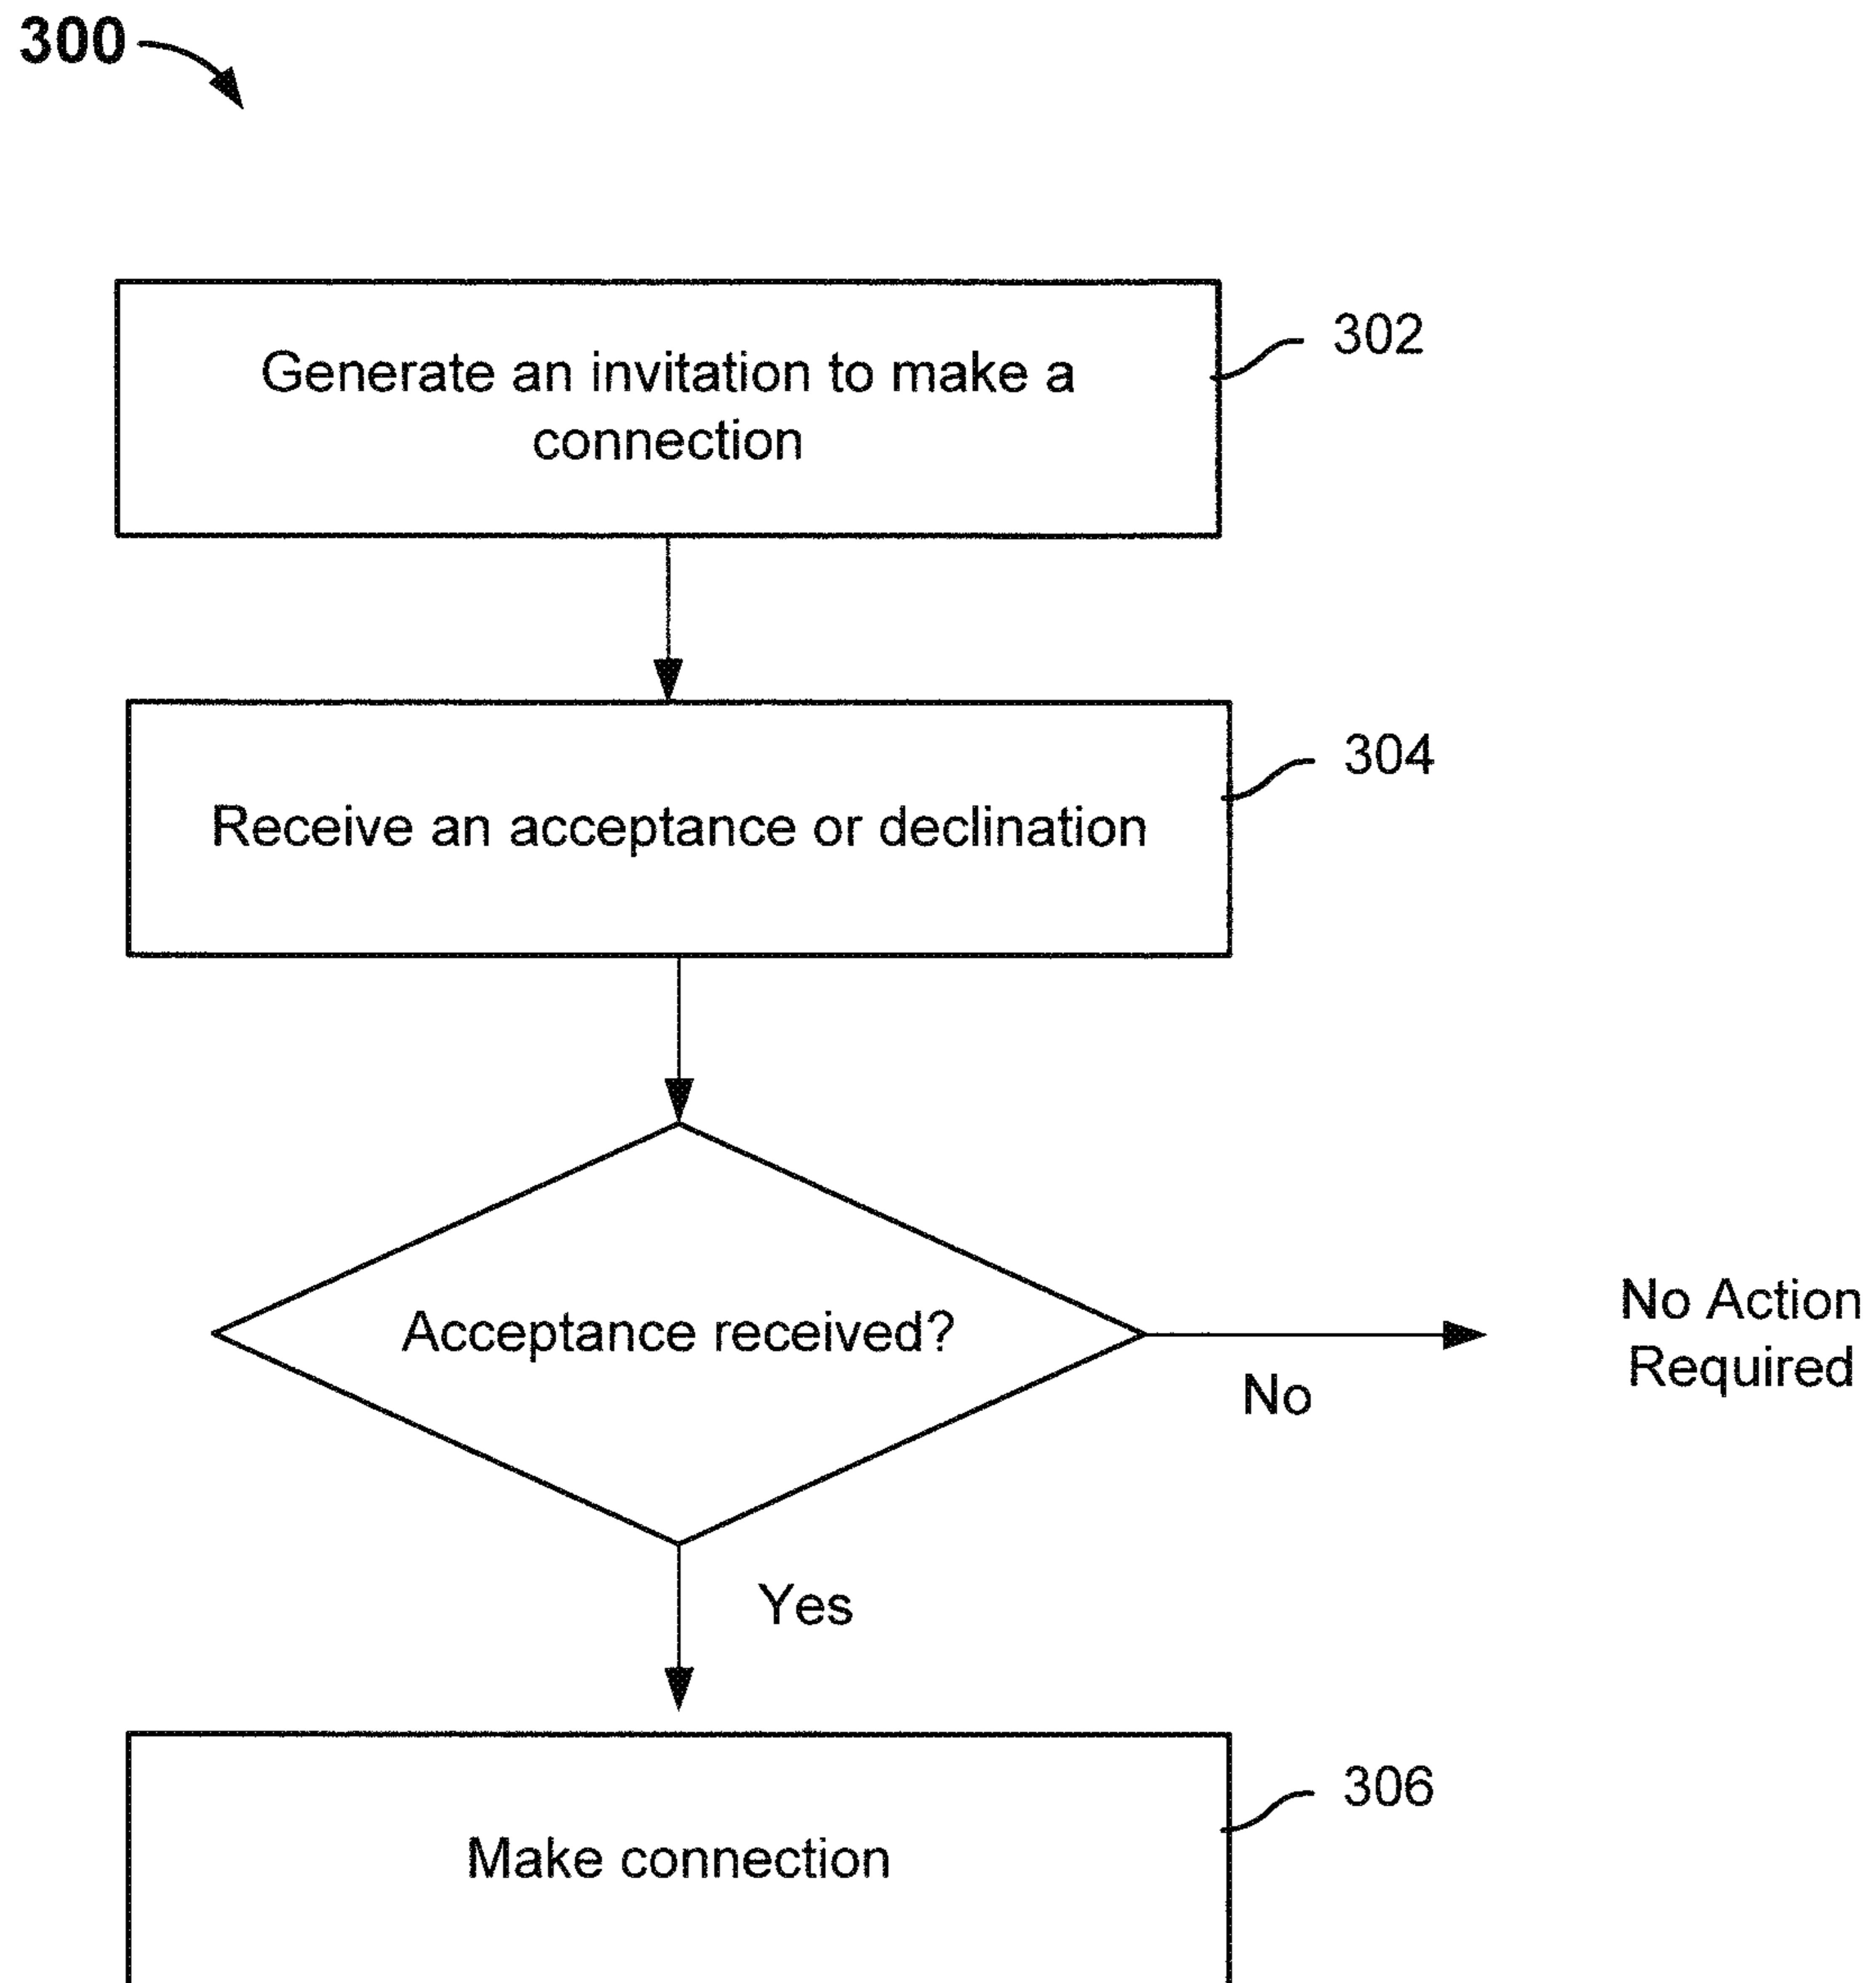 300
Generate an invitation to make a
connection
302
Receive an acceptance or declination
304
Acceptance received?
No
No Action
Required
Yes
Make connection
306